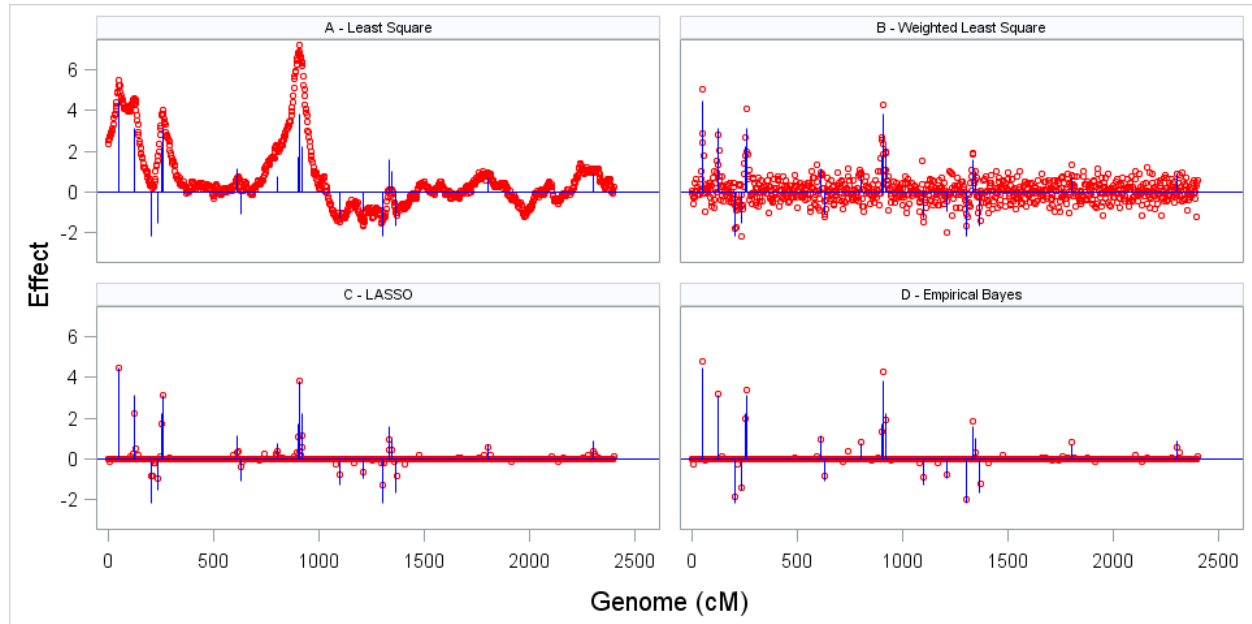 A - Least Square
B - Weighted Least Square
6
4
2
0
-2
C - LASSO
D - Empirical Bayes
6
4
2
0
-2
Effect
0 500 1000 1500 2000 2500
0 500 1000 1500 2000 2500
Genome (cM)